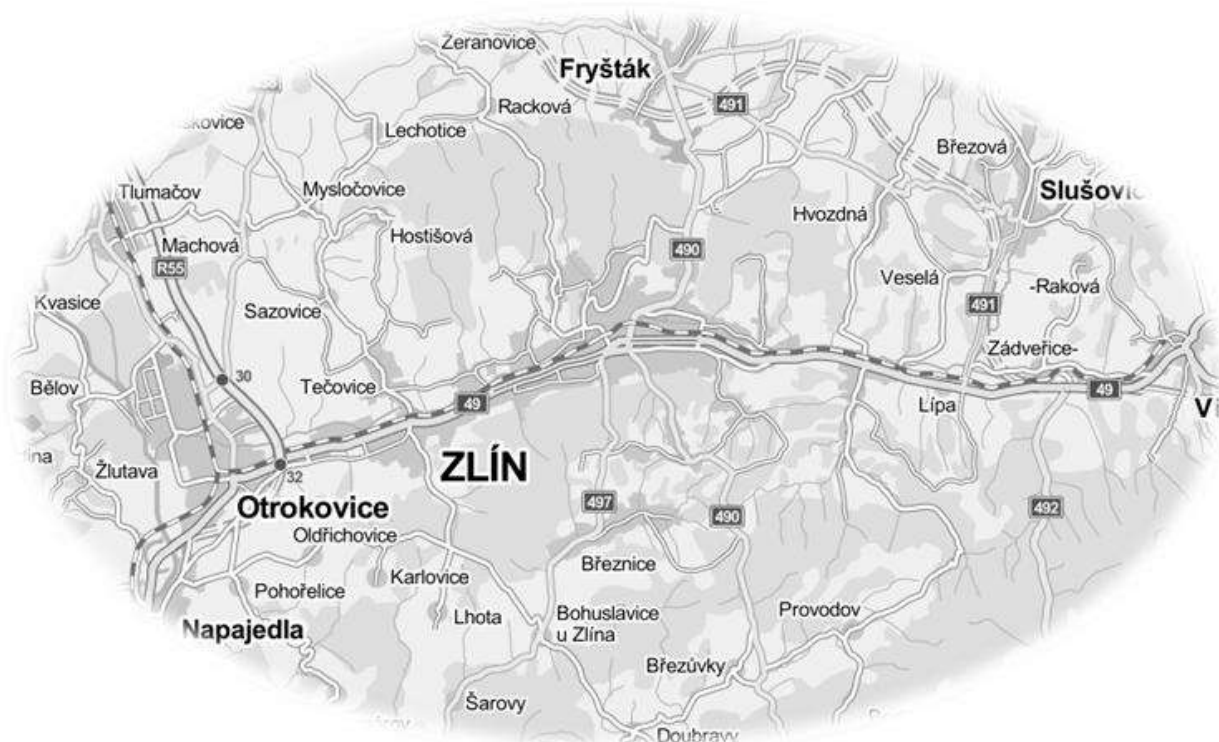 Žeranovice
Fryšták
Racková
491
Lechotice
Březová
Tlumačov
Mysločovice
Slušovic
Hvozdná
Hostišová
Machová
490
R55
Veselá
-Raková
Kvasice
491
Sazovice
Zádveřice-
30
Bělov
Tečovice
49
49
Lípa
ZLÍN
Žlutava
32
497
492
Otrokovice
490
Oldřichovice
Březnice
Karlovice
Pohořelice
Lhota
Bohuslavice
u Zlína
Provodov
Napajedla
Březůvky
Šarovy
Doubravy